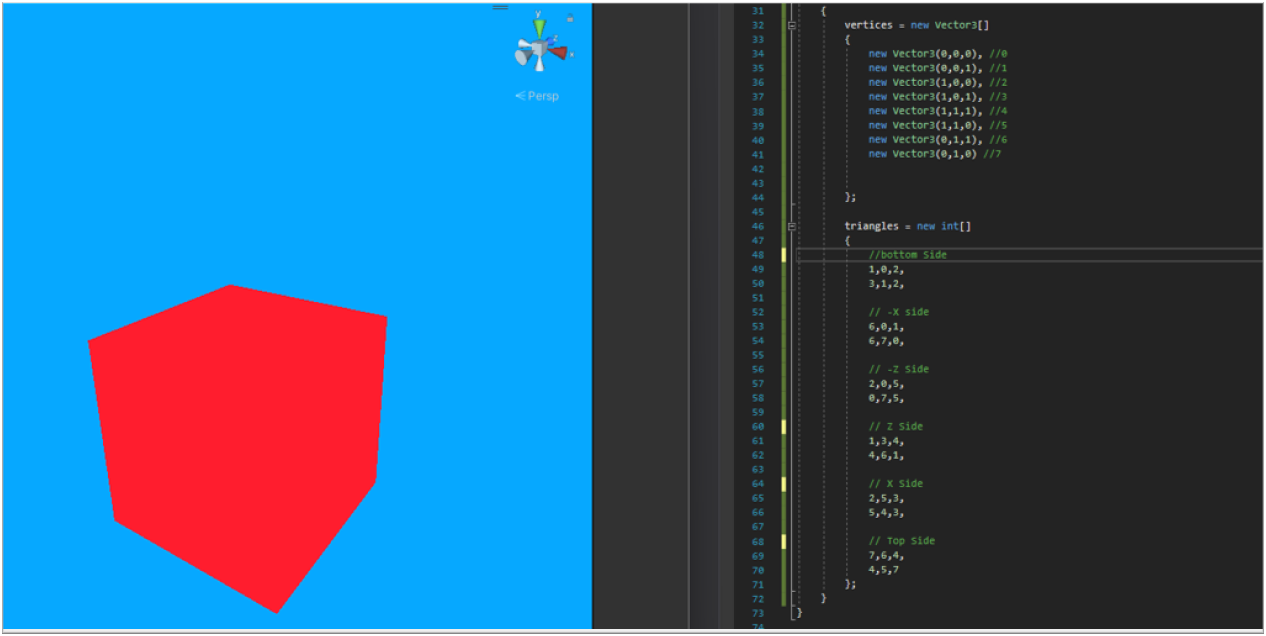 y
z
x
< Persp
31 {
32 vertices = new Vector3[]
33 {
34 new Vector3(0,0,0), //0
35 new Vector3(0,0,1), //1
36 new Vector3(1,0,0), //2
37 new Vector3(1,0,1), //3
38 new Vector3(1,1,1), //4
39 new Vector3(1,1,0), //5
40 new Vector3(0,1,1), //6
41 new Vector3(0,1,0) //7
42
43
44 };
45
46 triangles = new int[]
47 {
48 //bottom Side
49 1,0,2,
50 3,1,2,
51
52 // -X side
53 6,0,1,
54 6,7,0,
55
56 // -Z Side
57 2,0,5,
58 0,7,5,
59
60 // Z Side
61 1,3,4,
62 4,6,1,
63
64 // X Side
65 2,5,3,
66 5,4,3,
67
68 // Top Side
69 7,6,4,
70 4,5,7
71 };
72 }
73 }
74